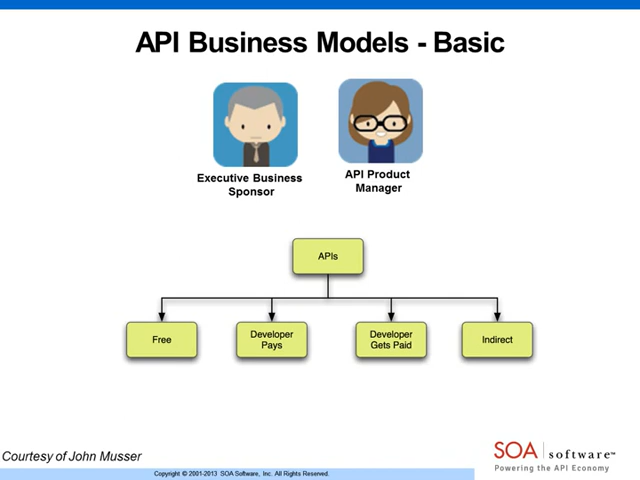 API Business Models - Basic
Executive Business
Sponsor
API Product
Manager
APIs
Free
Developer
Pays
Developer
Gets Paid
Indirect
Courtesy of John Musser
Copyright © 2001-2013 SOA Software, Inc. All Rights Reserved.
SOA software™
Powering the API Economy